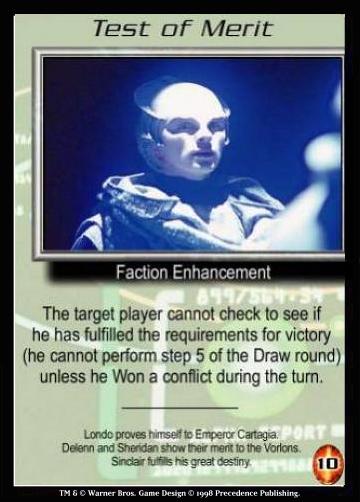 Test of Merit
Faction Enhancement
The target player cannot check to see if
he has fulfilled the requirements for victory
(he cannot perform step 5 of the Draw round)
unless he Won a conflict during the turn.
Londo proves himself to Emperor Cartagia.
Delenn and Sheridan show their merit to the Vorlons.
Sinclair fulfills his great destiny.
10
TM & © Warner Bros. Game Design © 1998 Precedence Publishing.